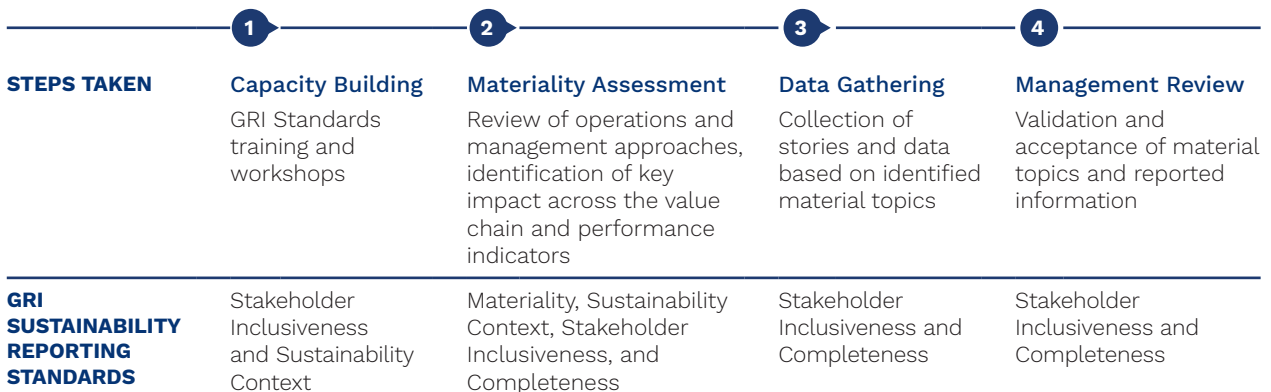 1
2
3
4
STEPS TAKEN
Capacity Building
GRI Standards
training and
workshops
Materiality Assessment
Review of operations and
management approaches,
identification of key
impact across the value
chain and performance
indicators
Data Gathering
Collection of
stories and data
based on identified
material topics
Management Review
Validation and
acceptance of material
topics and reported
information
GRI
SUSTAINABILITY
REPORTING
STANDARDS
Stakeholder
Inclusiveness
and Sustainability
Context
Materiality, Sustainability
Context, Stakeholder
Inclusiveness, and
Completeness
Stakeholder
Inclusiveness and
Completeness
Stakeholder
Inclusiveness and
Completeness